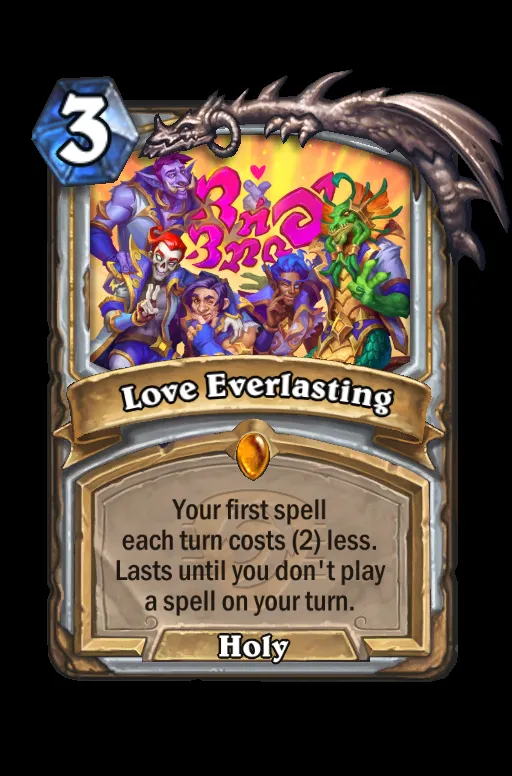 3
Love Everlasting
Your first spell
each turn costs (2) less.
Lasts until you don't play
a spell on your turn.
Holy